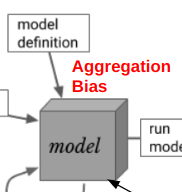 model
definition
Aggregation
Bias
model
run
mode